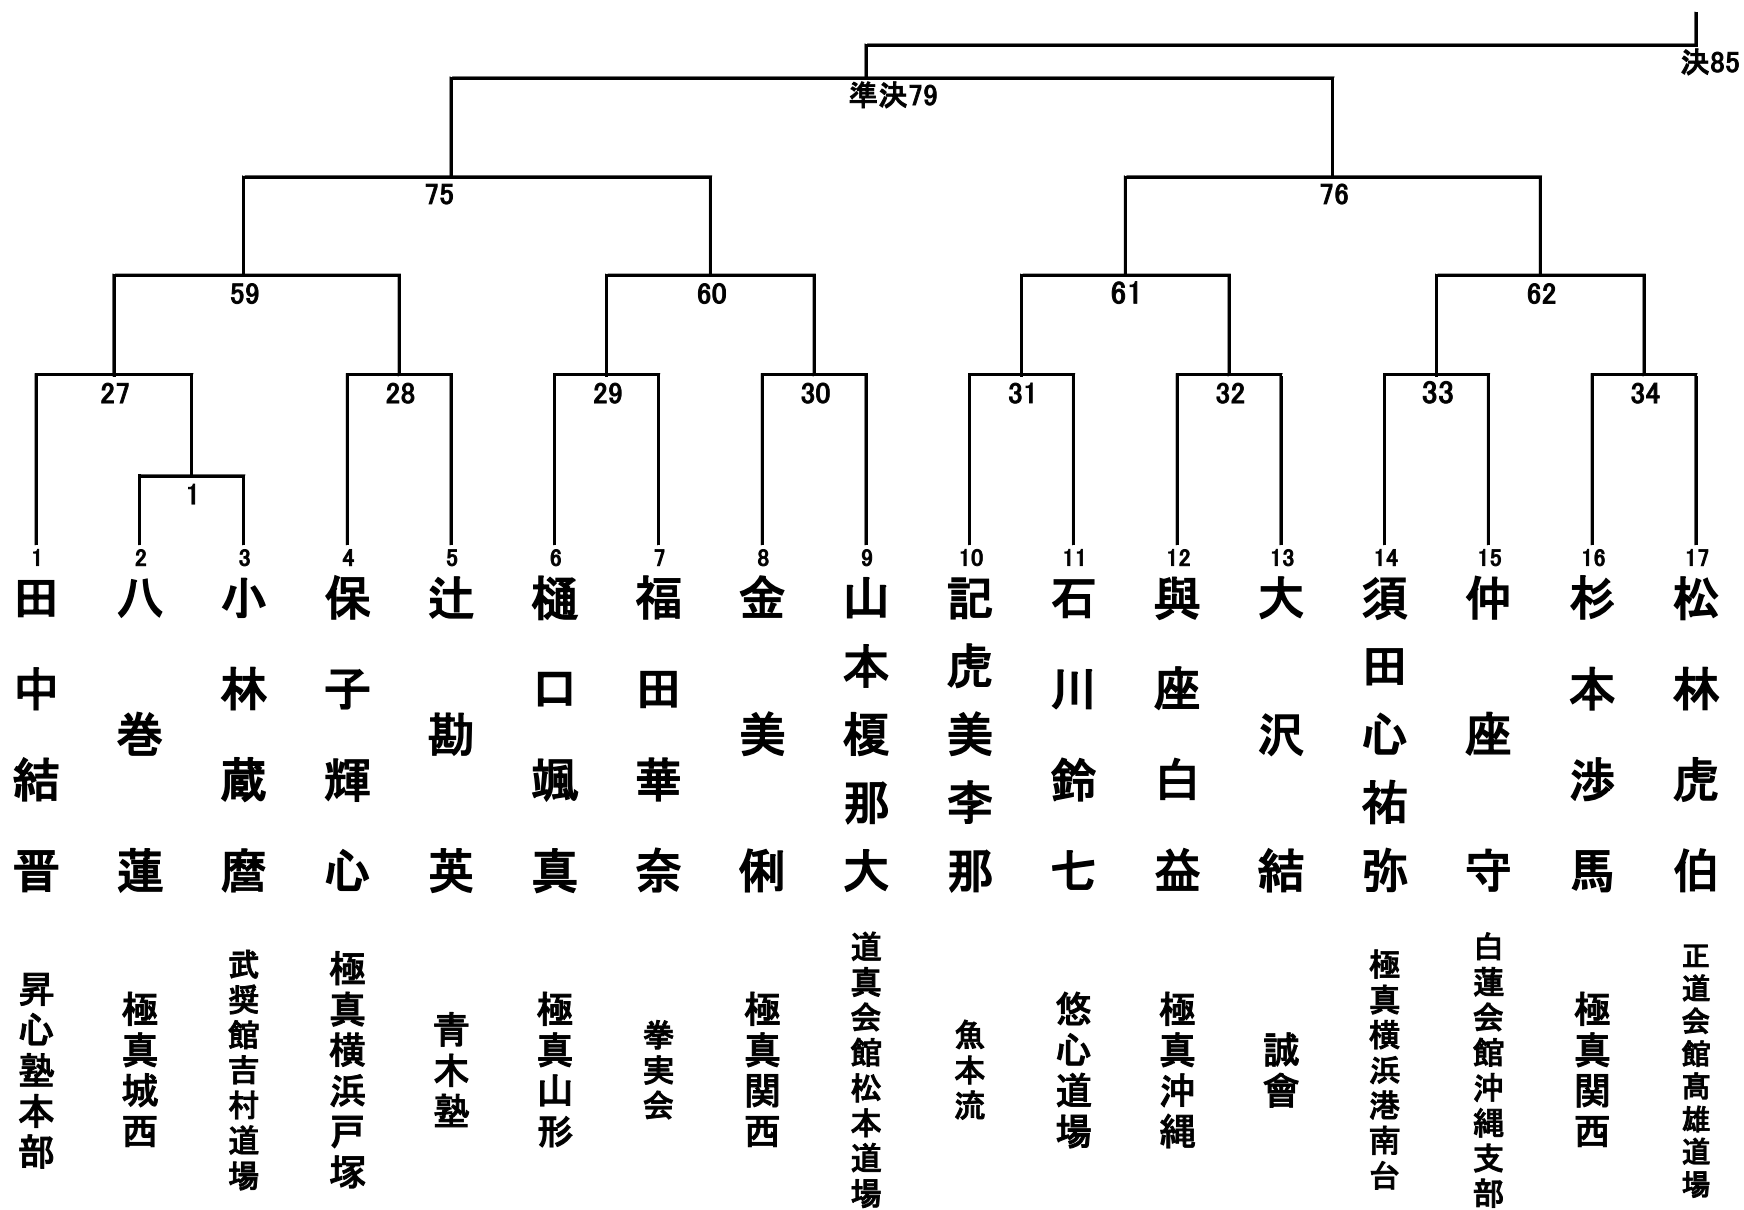 決85
準決79
75
76
59
60
61
62
27
28
29
30
31
32
33
34
1
1
2
3
4
5
6
7
8
9
10
11
12
13
14
15
16
17
田中結晋
八巻蓮
小林蔵麿
保子輝心
辻勘英
樋口颯真
福田華奈
金美俐
山本榎那大
記虎美李那
石川鈴七
與座白益
大沢結
須田心祐弥
仲座守
杉本渉馬
松林虎伯
昇心塾本部
極真城西
武奨館吉村道場
極真横浜戸塚
青木塾
極真山形
拳実会
極真関西
道真会館松本道場
魚本流
悠心道場
極真沖縄
誠會
極真横浜港南台
白蓮会館沖縄支部
極真関西
正道会館髙雄道場